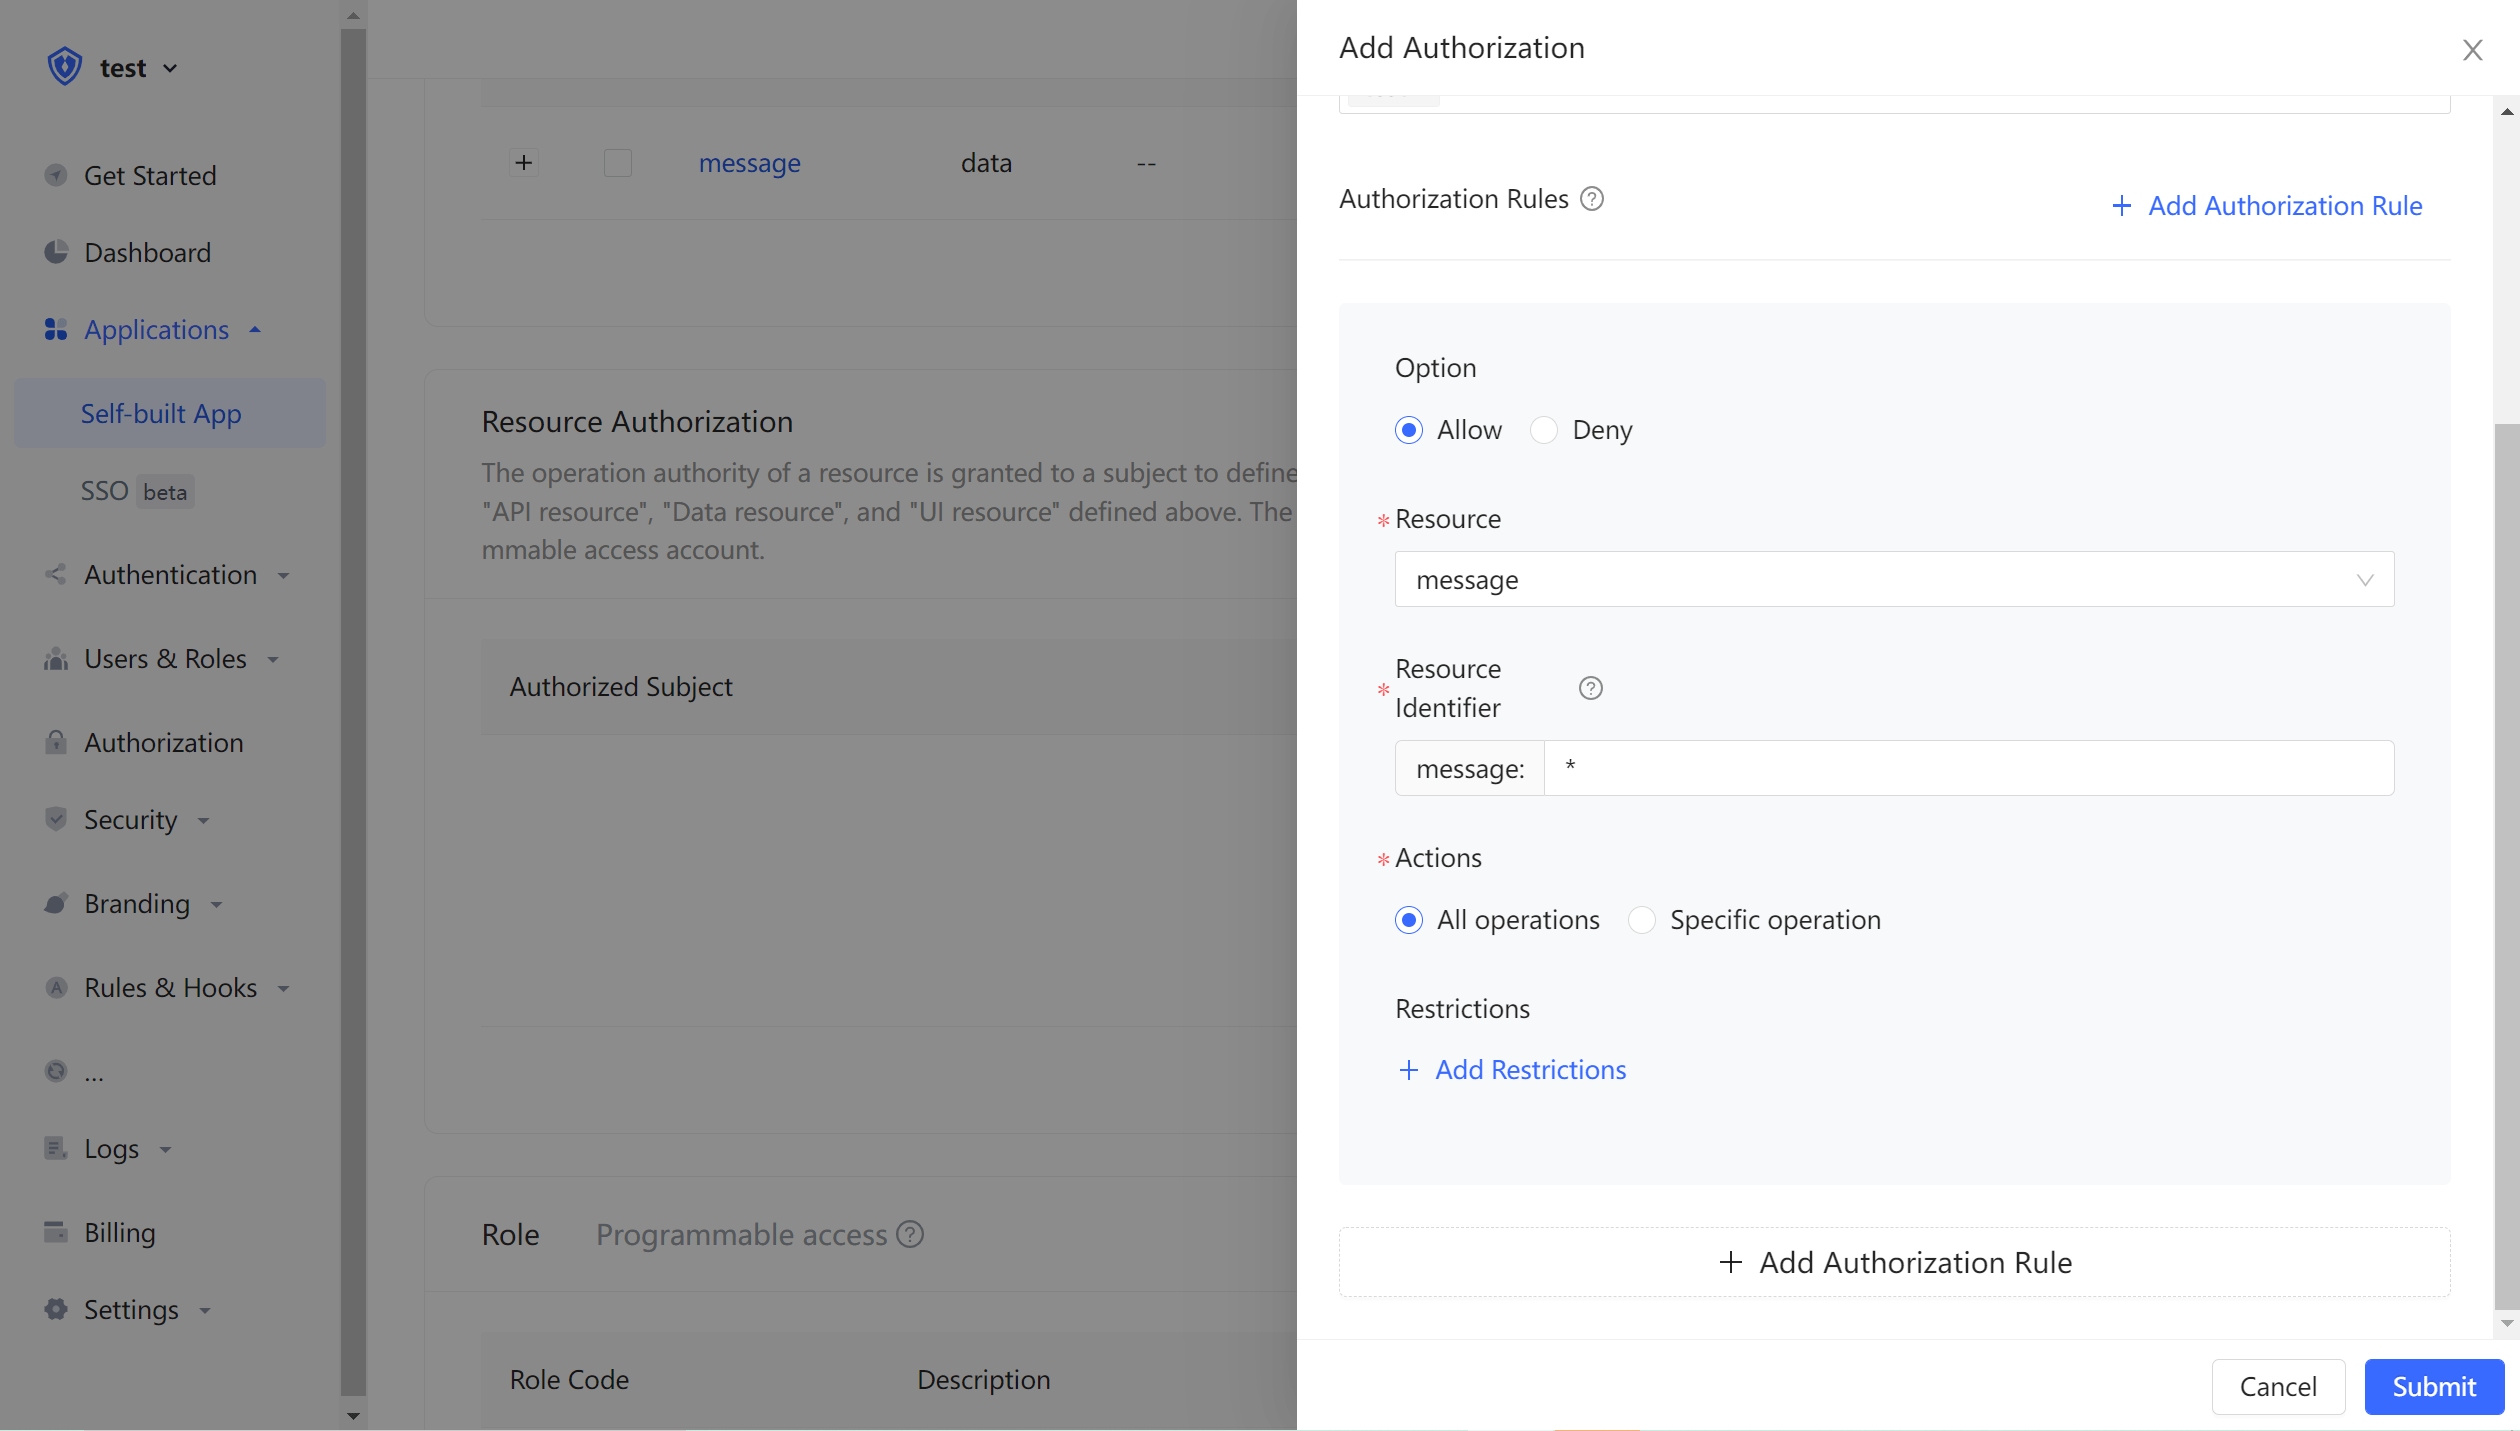 test
Get Started
Dashboard
Applications
Self-built App
SSO beta
Authentication
Users & Roles
Authorization
Security
Branding
Rules & Hooks
...
Logs
Billing
Settings
message data --
Resource Authorization
The operation authority of a resource is granted to a subject to define
"API resource", "Data resource", and "UI resource" defined above. The
mmable access account.
Authorized Subject
Role Programmable access ?
Role Code Description
Add Authorization
Authorization Rules ?
+ Add Authorization Rule
Option
Allow Deny
* Resource
message
* Resource
Identifier ?
message: *
* Actions
All operations Specific operation
Restrictions
+ Add Restrictions
+ Add Authorization Rule
Cancel Submit